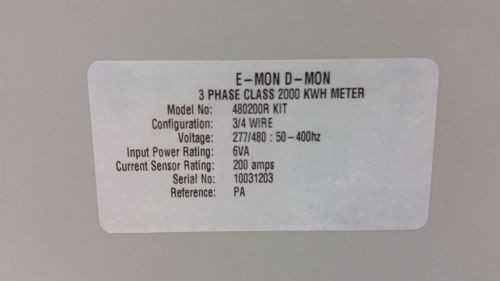 E-MON D-MON
3 PHASE CLASS 2000 KWH METER
Model No: 480200R KIT
Configuration: 3/4 WIRE
Voltage: 277/480 : 50-400hz
Input Power Rating: 6VA
Current Sensor Rating: 200 amps
Serial No: 10031203
Reference: PA